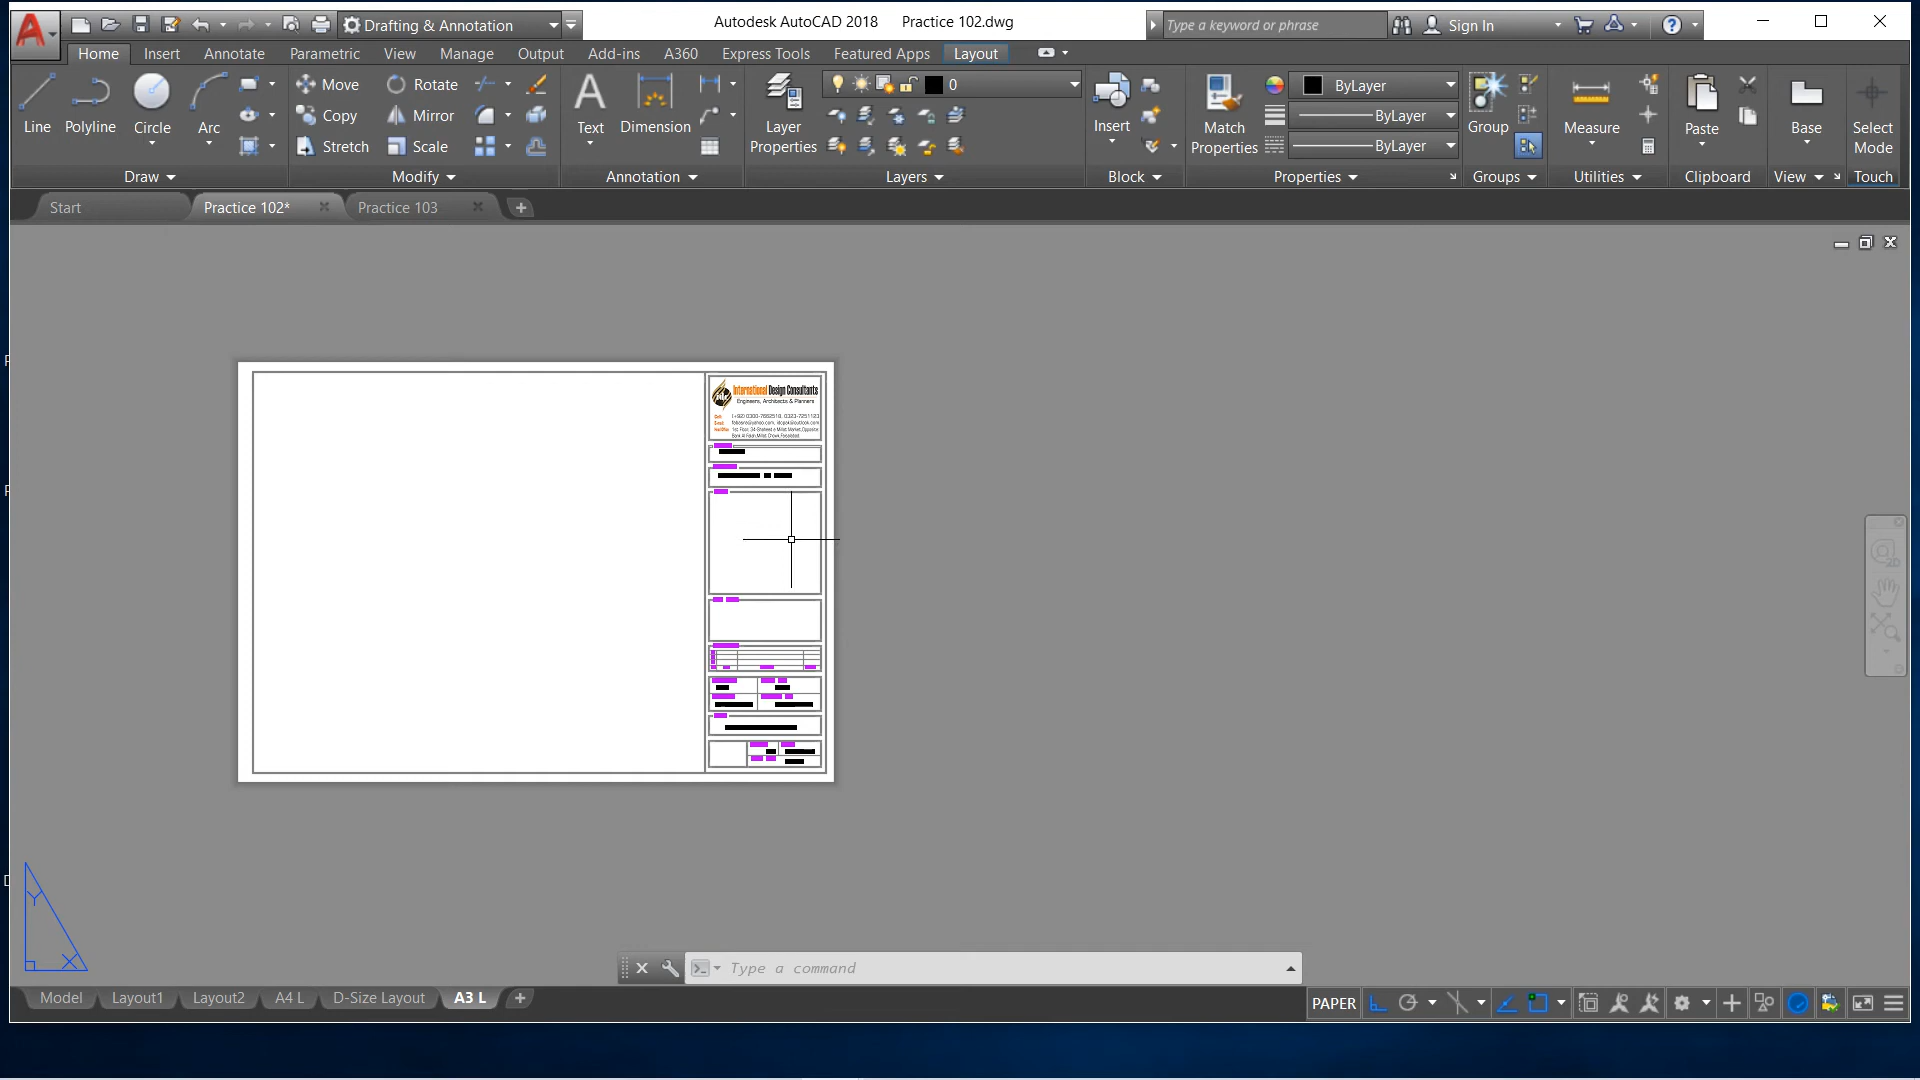 Drafting & Annotation
Autodesk AutoCAD 2018 Practice 102.dwg
Type a keyword or phrase
Sign In
Home Insert Annotate Parametric View Manage Output Add-ins A360 Express Tools Featured Apps Layout
Line
Polyline
Circle
Arc
Draw
Move
Rotate
Copy
Mirror
Stretch
Scale
Modify
Text
Dimension
Annotation
Layer
Properties
0
Layers
Insert
Block
Match
Properties
ByLayer
ByLayer
ByLayer
Properties
Group
Groups
Measure
Utilities
Paste
Clipboard
Base
View
Select
Mode
Touch
Start
Practice 102*
Practice 103
International Design Consultants
Engineers, Architects & Planners
Y
X
Type a command
Model Layout1 Layout2 A4 L D-Size Layout A3 L
PAPER